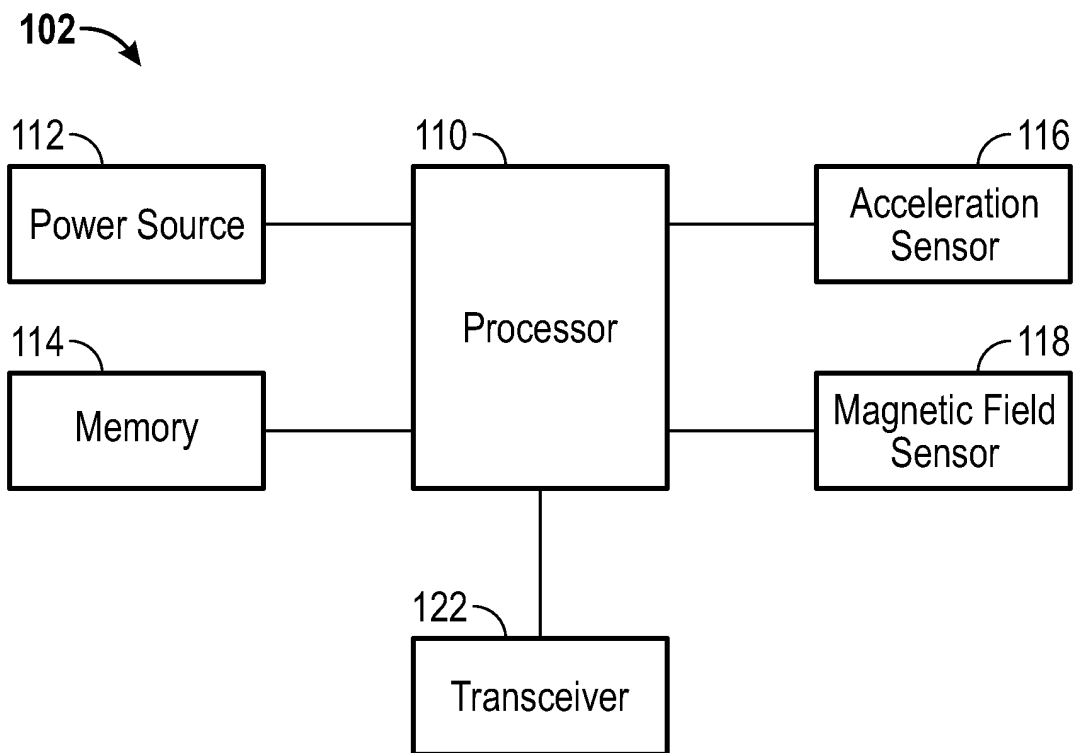 102
112
110
116
Power Source
Processor
Acceleration
Sensor
114
118
Memory
Magnetic Field
Sensor
122
Transceiver